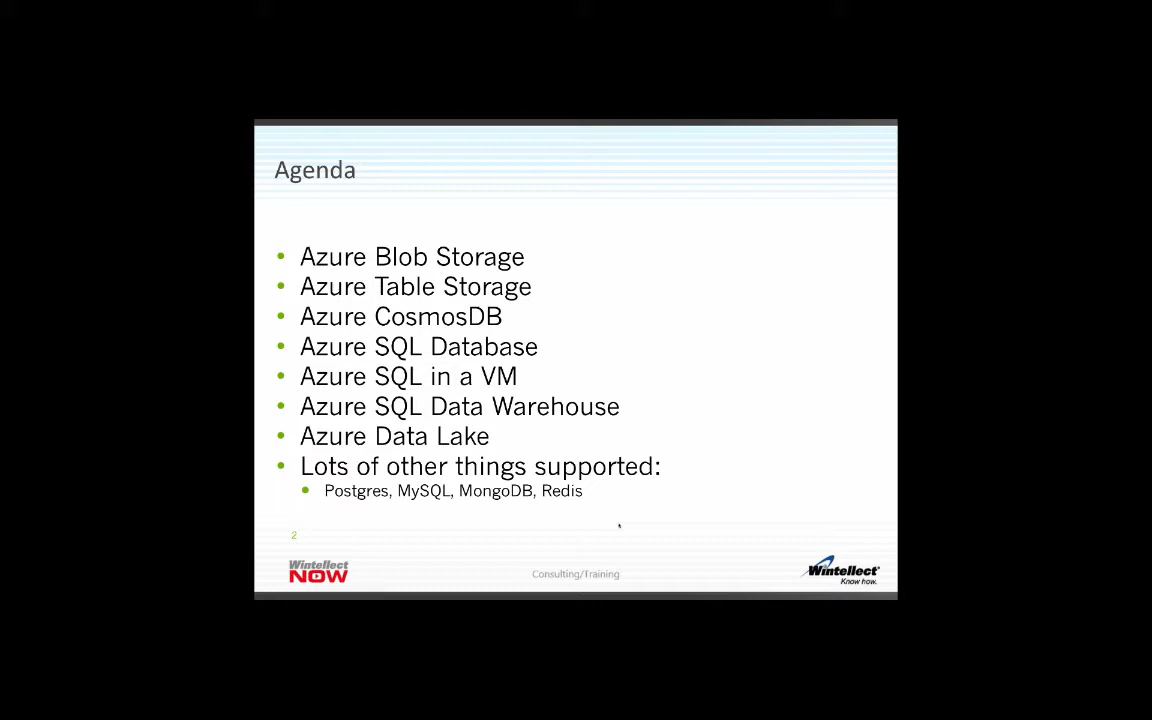 Agenda
• Azure Blob Storage
• Azure Table Storage
• Azure CosmosDB
• Azure SQL Database
• Azure SQL in a VM
• Azure SQL Data Warehouse
• Azure Data Lake
• Lots of other things supported:
• Postgres, MySQL, MongoDB, Redis
2
Wintellect
NOW
Consulting/Training
Wintellect
Know how.